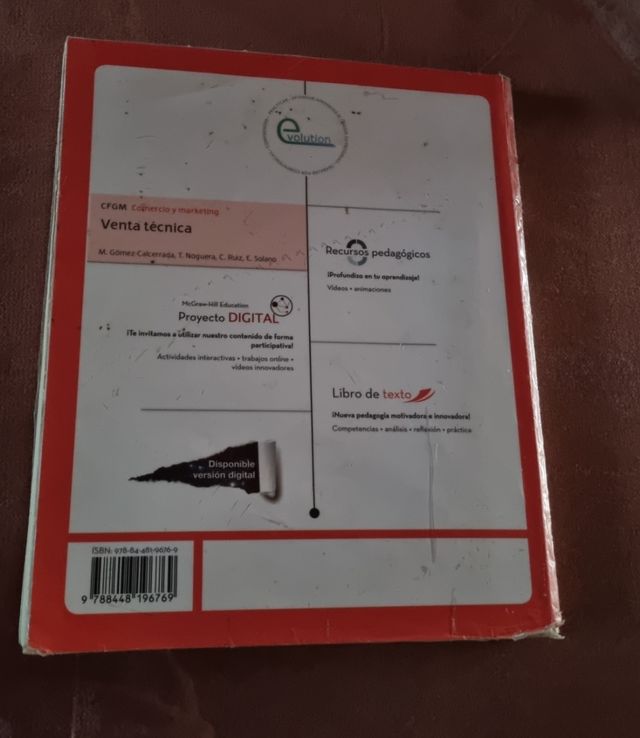 evolution
CFGM Comercio y marketing
Venta técnica
M. Gómez-Calcerrada, T. Noguera, C. Ruiz, E. Solano
Recursos pedagógicos
¡Profundiza en tu aprendizaje!
Vídeos • animaciones
McGraw-Hill Education
Proyecto DIGITAL
¡Te invitamos a utilizar nuestro contenido de forma
participativa!
Actividades interactivas • trabajos online •
vídeos innovadores
Libro de texto
¡Nueva pedagogía motivadora e innovadora!
Competencias • análisis • reflexión • práctica
Disponible
versión digital
ISBN: 978-84-481-9676-9
9 788448 196769